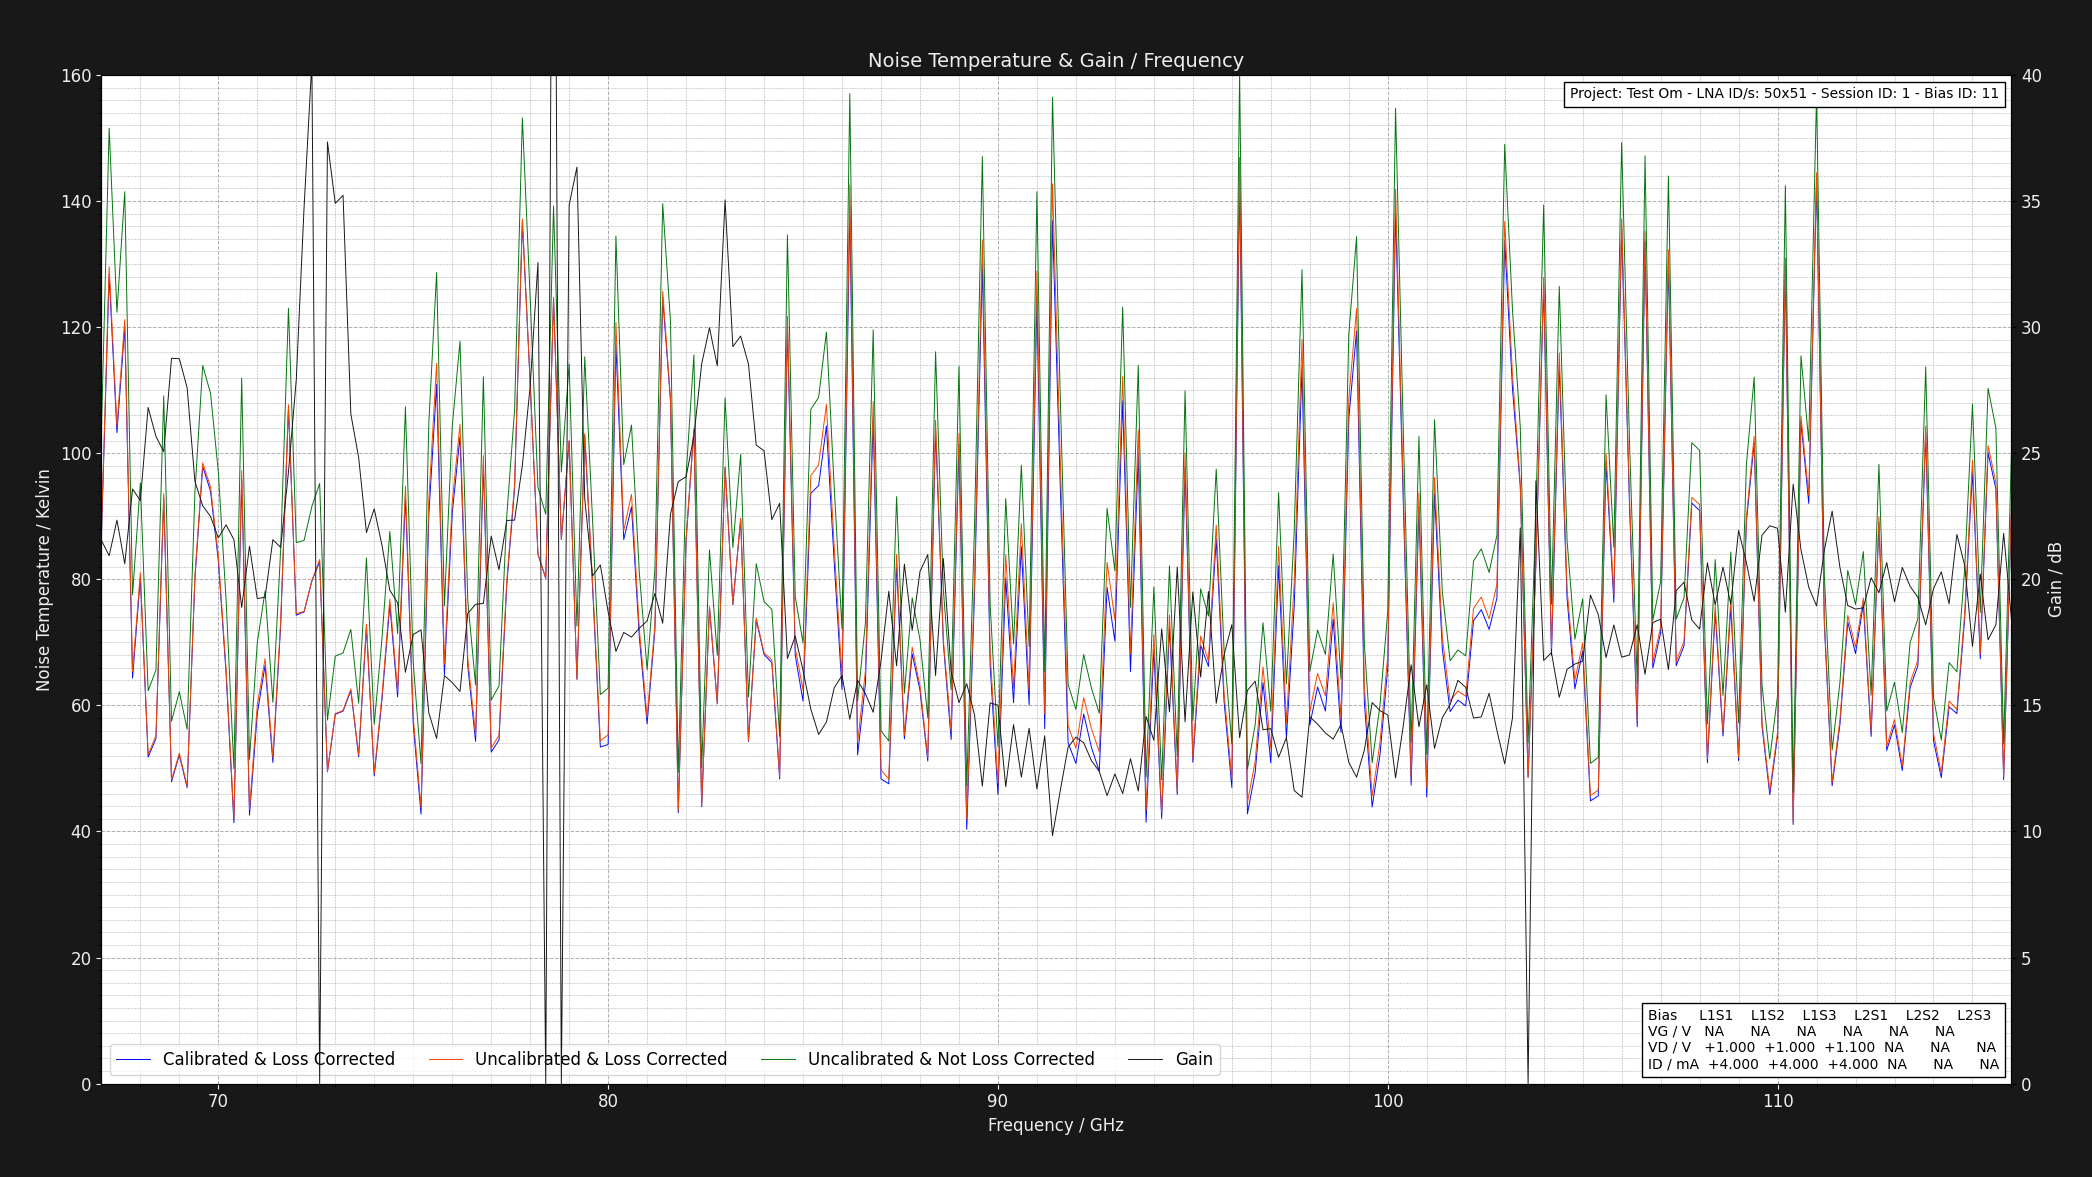 Noise Temperature & Gain / Frequency
Project: Test Om - LNA ID/s: 50x51 - Session ID: 1 - Bias ID: 11
Noise Temperature / Kelvin
160
140
120
100
80
60
40
20
0
Gain / dB
40
35
30
25
20
15
10
5
0
Bias L1S1 L1S2 L1S3 L2S1 L2S2 L2S3
VG / V NA NA NA NA NA NA
VD / V +1.000 +1.000 +1.100 NA NA NA
ID / mA +4.000 +4.000 +4.000 NA NA NA
Calibrated & Loss Corrected Uncalibrated & Loss Corrected Uncalibrated & Not Loss Corrected Gain
70 80 90 100 110
Frequency / GHz